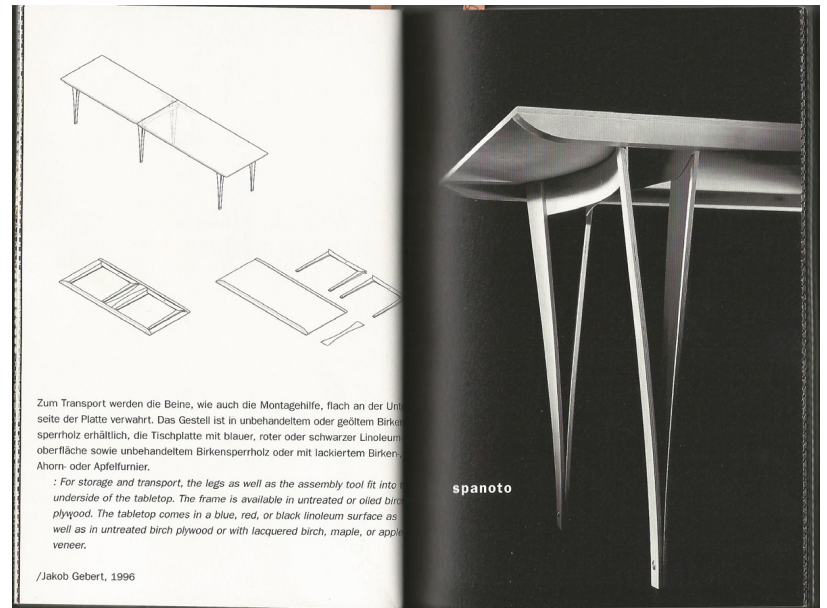 Zum Transport werden die Beine, wie auch die Montagehilfe, flach an der
seite der Platte verwahrt. Das Gestell ist in unbehandeltem oder geöltem
sperrholz erhältlich, die Tischplatte mit blauer, roter oder schwarzer Linoleum
oberfläche sowie unbehandeltem Birkensperrholz oder mit lackiertem Birken-,
Ahorn- oder Apfelfurnier.
: For storage and transport, the legs as well as the assembly tool fit into
underside of the tabletop. The frame is available in untreated or oiled
plywood. The tabletop comes in a blue, red, or black linoleum surface as
well as in untreated birch plywood or with lacquered birch, maple, or
veneer.
/Jakob Gebert, 1996
spanoto